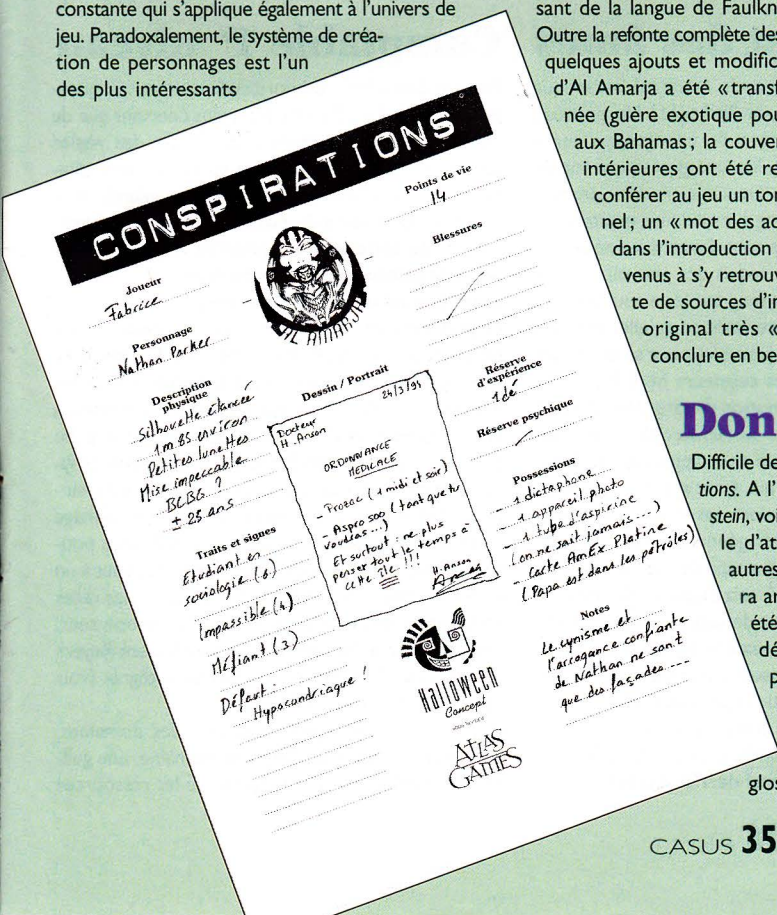 constante qui s'applique également à l'univers de
jeu. Paradoxalement, le système de créa-
tion de personnages est l'un
des plus intéressants
sant de la langue de Faulkn
Outre la refonte complète des
quelques ajouts et modific
d'Al Amarja a été «transf
née (guère exotique pou
aux Bahamas; la couver
intérieures ont été re
conférer au jeu un ton
nel; un «mot des ac
dans l'introduction
venus à s'y retrouv
te de sources d'in
original très «
conclure en be
Don
Difficile de
tions. A l'
stein, voi
le d'at
autres
ra ar
été
dé
P
glos
CASUS 35
CONSPIRATIONS
Joueur
Fabrice
Personnage
Nathan Parker
Description
physique
Silhouette élancée
1m.85 environ
Petites lunettes
Mise impeccable
BCBG ?
± 25 ans
Traits et signes
Etudiant en
sociologie (6)
Impassible (4)
Méfiant (3)
Défaut :
Hypocondriaque !
AL AMARJA
Dessin / Portrait
24/3/94
Docteur
H. Anson
ORDONNANCE
MEDICALE
- Prozac (1 midi et soir)
- Aspro 500 (tant que tu
voudras...)
Et surtout : ne plus
penser tout le temps à
cette île !!!
H. Anson
Halloween
Concept
ATLAS
GAMES
Points de vie
14
Blessures
Réserve
d'expérience
1 dé
Réserve psychique
Possessions
- 1 dictaphone
- 1 appareil photo
- 1 tube d'aspirine
(on ne sait jamais...)
- Carte AmEx Platine
(Papa est dans les pétroles)
Notes
Le cynisme et
l'arrogance confiante
de Nathan ne sont
que des façades...